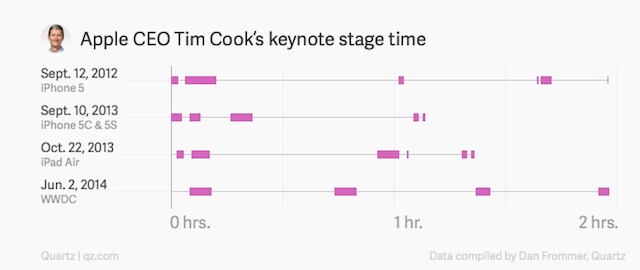 Apple CEO Tim Cook's keynote stage time
Sept. 12, 2012
iPhone 5
Sept. 10, 2013
iPhone 5C & 5S
Oct. 22, 2013
iPad Air
Jun. 2, 2014
WWDC
0 hrs. 1 hr. 2 hrs.
Quartz | qz.com Data compiled by Dan Frommer, Quartz